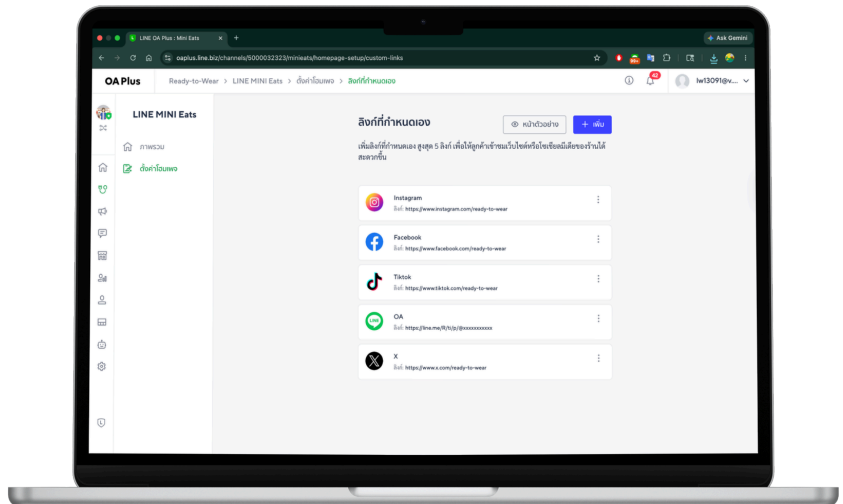 LINE OA Plus : Mini Eats
Ask Gemini
oaplus.line.biz/channels/5000032323/minieats/homepage-setup/custom-links
99+
OA Plus
Ready-to-Wear > LINE MINI Eats > ตั้งค่าโฮมเพจ > ลิงก์ที่กำหนดเอง
42
lw13091@v....
LINE MINI Eats
ภาพรวม
ตั้งค่าโฮมเพจ
ลิงก์ที่กำหนดเอง
หน้าตัวอย่าง
+ เพิ่ม
เพิ่มลิงก์ที่กำหนดเอง สูงสุด 5 ลิงก์ เพื่อให้ลูกค้าเข้าชมเว็บไซต์หรือโซเชียลมีเดียของร้านได้
สะดวกขึ้น
Instagram
ลิงก์: https://www.instagram.com/ready-to-wear
Facebook
ลิงก์: https://www.facebook.com/ready-to-wear
Tiktok
ลิงก์: https://www.tiktok.com/ready-to-wear
LINE
OA
ลิงก์: https://line.me/R/ti/p/@xxxxxxxxxxx
X
ลิงก์: https://www.x.com/ready-to-wear